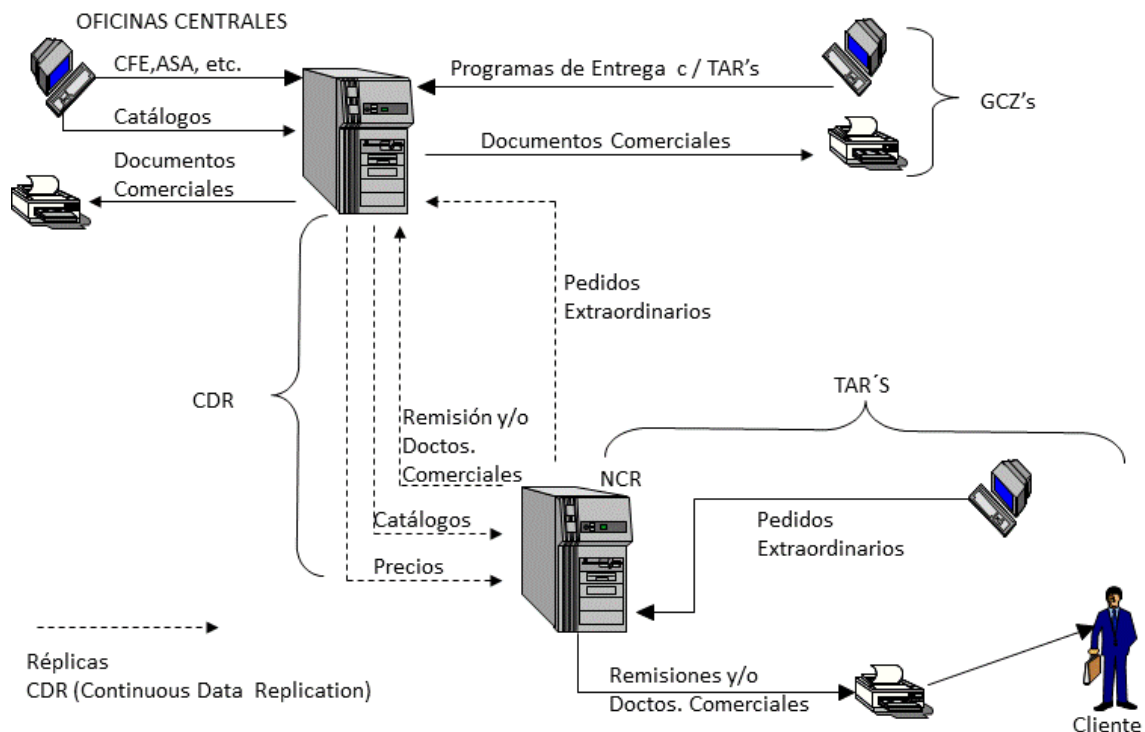 OFICINAS CENTRALES
CFE,ASA, etc.
Catálogos
Documentos
Comerciales
Programas de Entrega c / TAR's
Documentos Comerciales
GCZ's
Pedidos
Extraordinarios
CDR
Remisión y/o
Doctos.
Comerciales
Catálogos
Precios
TAR´S
NCR
Pedidos
Extraordinarios
Réplicas
CDR (Continuous Data Replication)
Remisiones y/o
Doctos. Comerciales
Cliente